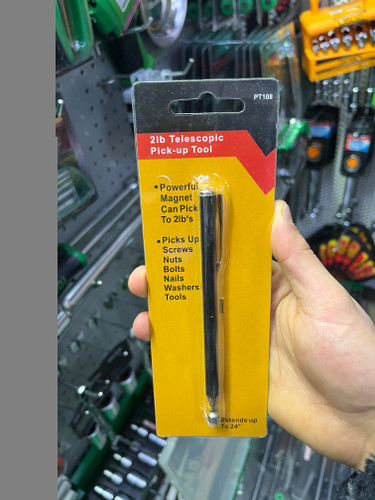 PT108
2lb Telescopic
Pick-up Tool
•Powerful
Magnet
Can Pick
To 2lb's
•Picks Up
Screws
Nuts
Bolts
Nails
Washers
Tools
Extends up
To 24"